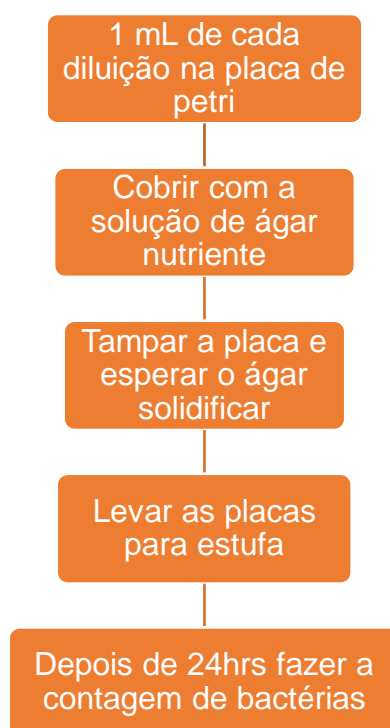 1 mL de cada
diluição na placa de
petri
Cobrir com a
solução de ágar
nutriente
Tampar a placa e
esperar o ágar
solidificar
Levar as placas
para estufa
Depois de 24hrs fazer a
contagem de bactérias